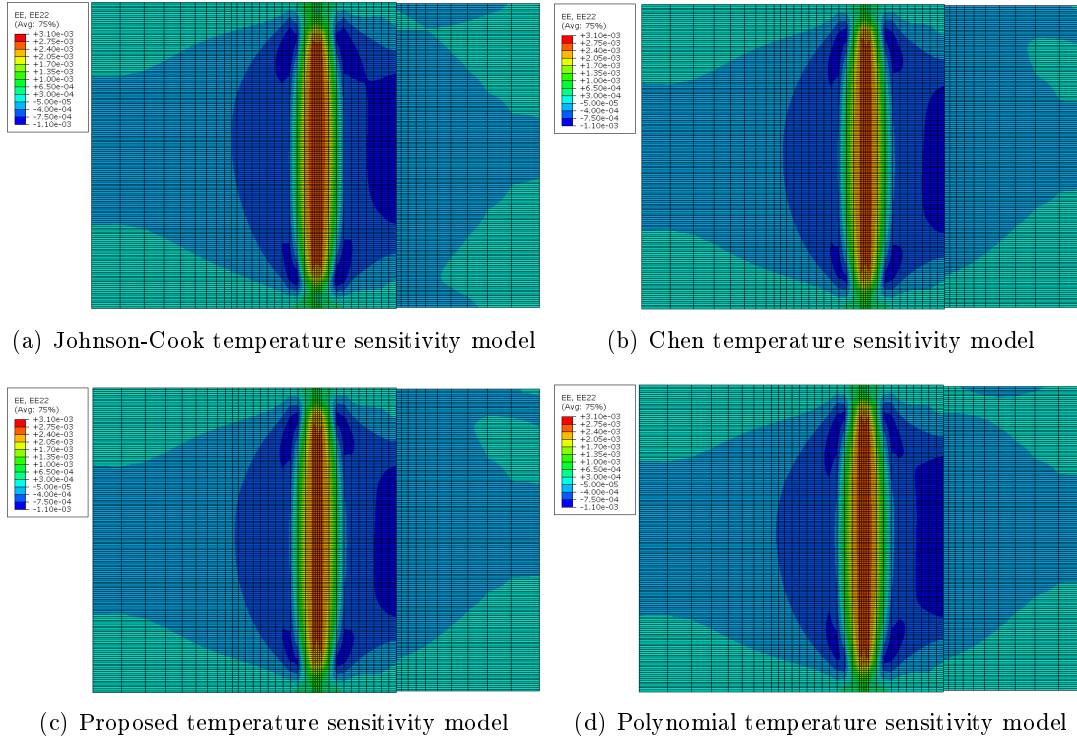 EE, EE22
(Avg: 75%)
+3.10e-03
+2.75e-03
+2.40e-03
+2.05e-03
+1.70e-03
+1.35e-03
+1.00e-03
+6.50e-04
+3.00e-04
-5.00e-05
-4.00e-04
-7.50e-04
-1.10e-03
EE, EE22
(Avg: 75%)
+3.10e-03
+2.75e-03
+2.40e-03
+2.05e-03
+1.70e-03
+1.35e-03
+1.00e-03
+6.50e-04
+3.00e-04
-5.00e-05
-4.00e-04
-7.50e-04
-1.10e-03
(a) Johnson-Cook temperature sensitivity model
(b) Chen temperature sensitivity model
EE, EE22
(Avg: 75%)
+3.10e-03
+2.75e-03
+2.40e-03
+2.05e-03
+1.70e-03
+1.35e-03
+1.00e-03
+6.50e-04
+3.00e-04
-5.00e-05
-4.00e-04
-7.50e-04
-1.10e-03
EE, EE22
(Avg: 75%)
+3.10e-03
+2.75e-03
+2.40e-03
+2.05e-03
+1.70e-03
+1.35e-03
+1.00e-03
+6.50e-04
+3.00e-04
-5.00e-05
-4.00e-04
-7.50e-04
-1.10e-03
(c) Proposed temperature sensitivity model
(d) Polynomial temperature sensitivity model